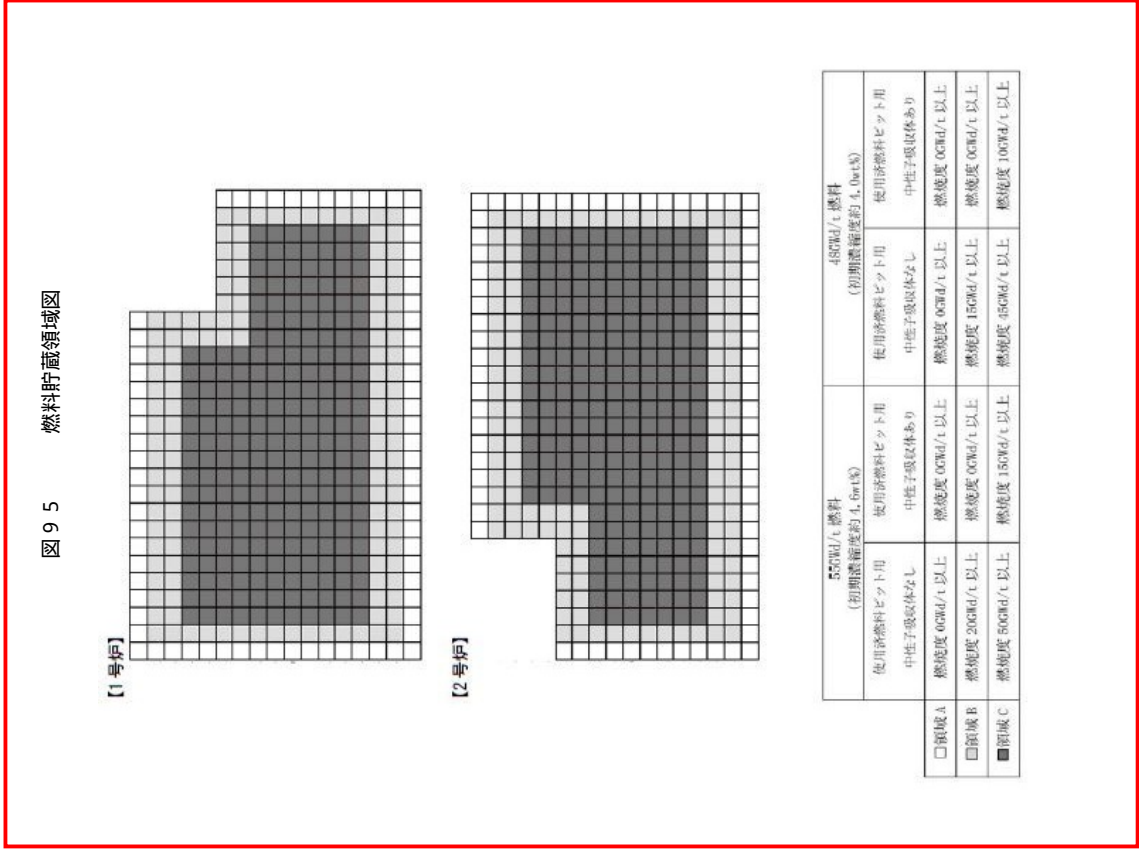 図95 燃料貯蔵領域図
【1号炉】
【2号炉】
55GWd/t 燃料
(初期濃縮度約4.6wt%)
48GWd/t 燃料
(初期濃縮度約4.0wt%)
使用済燃料ピット用
中性子吸収体なし
使用済燃料ピット用
中性子吸収体あり
使用済燃料ピット用
中性子吸収体なし
使用済燃料ピット用
中性子吸収体あり
□領域A 燃焼度 0GWd/t 以上 燃焼度 0GWd/t 以上 燃焼度 0GWd/t 以上 燃焼度 0GWd/t 以上
□領域B 燃焼度 20GWd/t 以上 燃焼度 0GWd/t 以上 燃焼度 15GWd/t 以上 燃焼度 0GWd/t 以上
■領域C 燃焼度 50GWd/t 以上 燃焼度 15GWd/t 以上 燃焼度 45GWd/t 以上 燃焼度 10GWd/t 以上